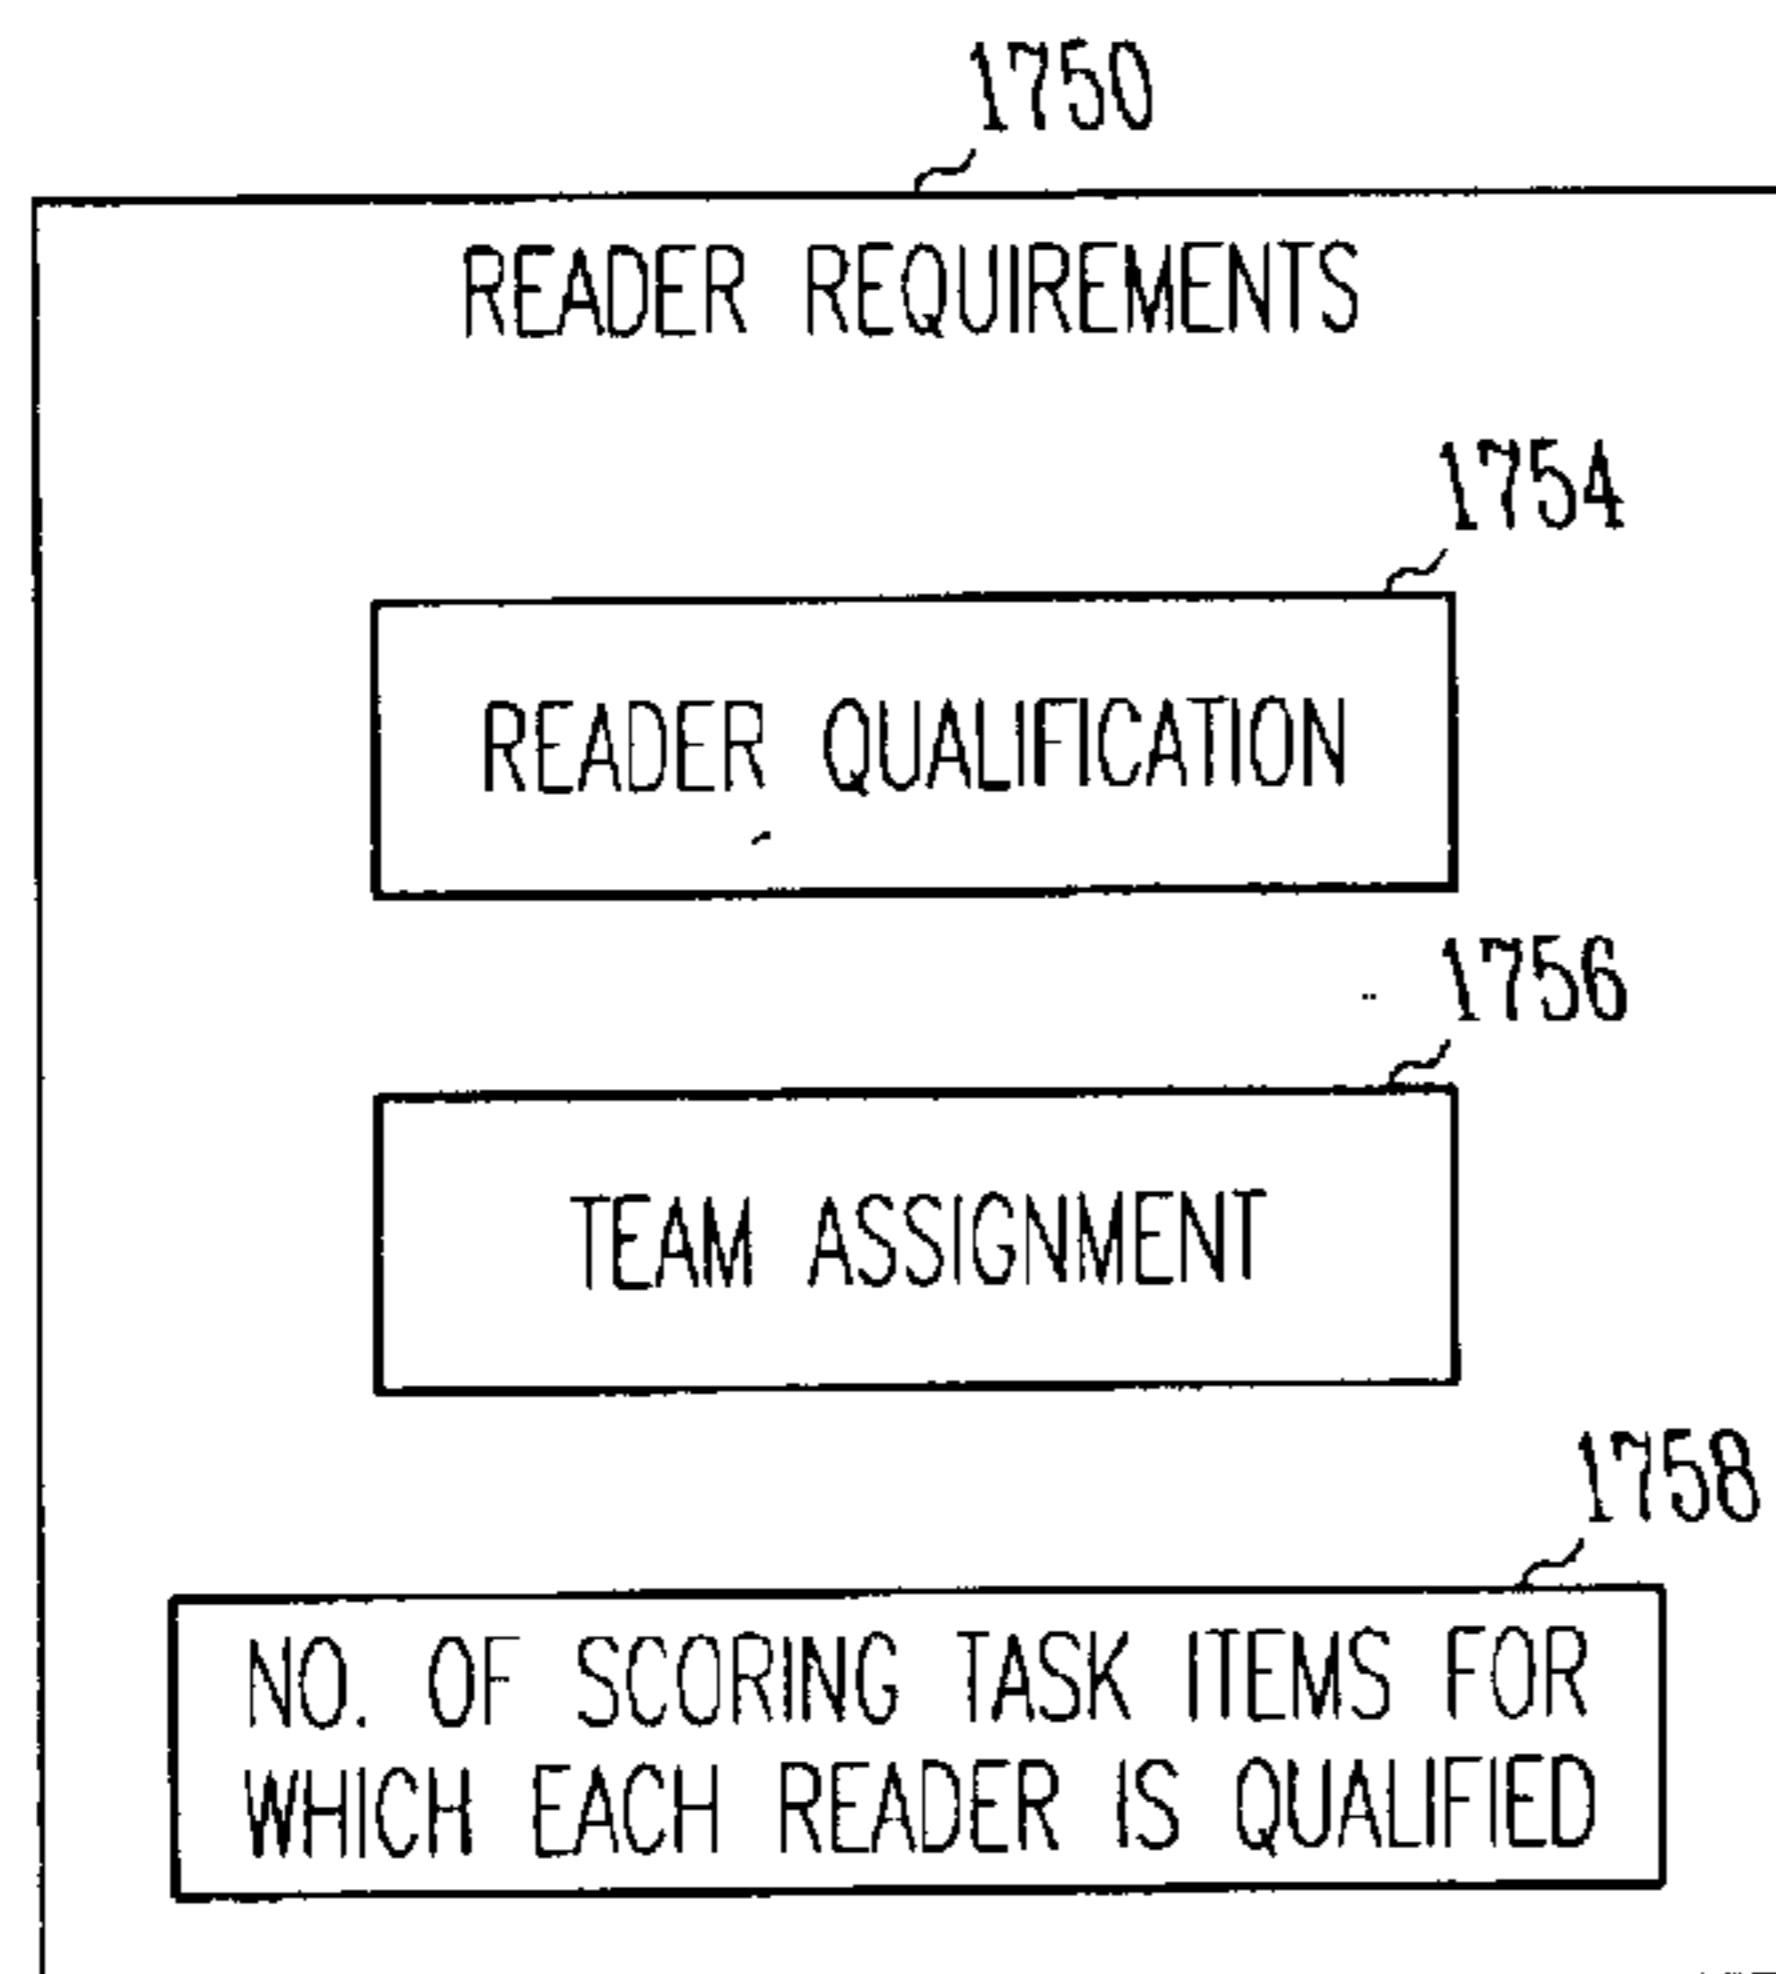 1750
READER REQUIREMENTS
1754
READER QUALIFICATION
1756
TEAM ASSIGNMENT
1758
NO. OF SCORING TASK ITEMS FOR
WHICH EACH READER IS QUALIFIED